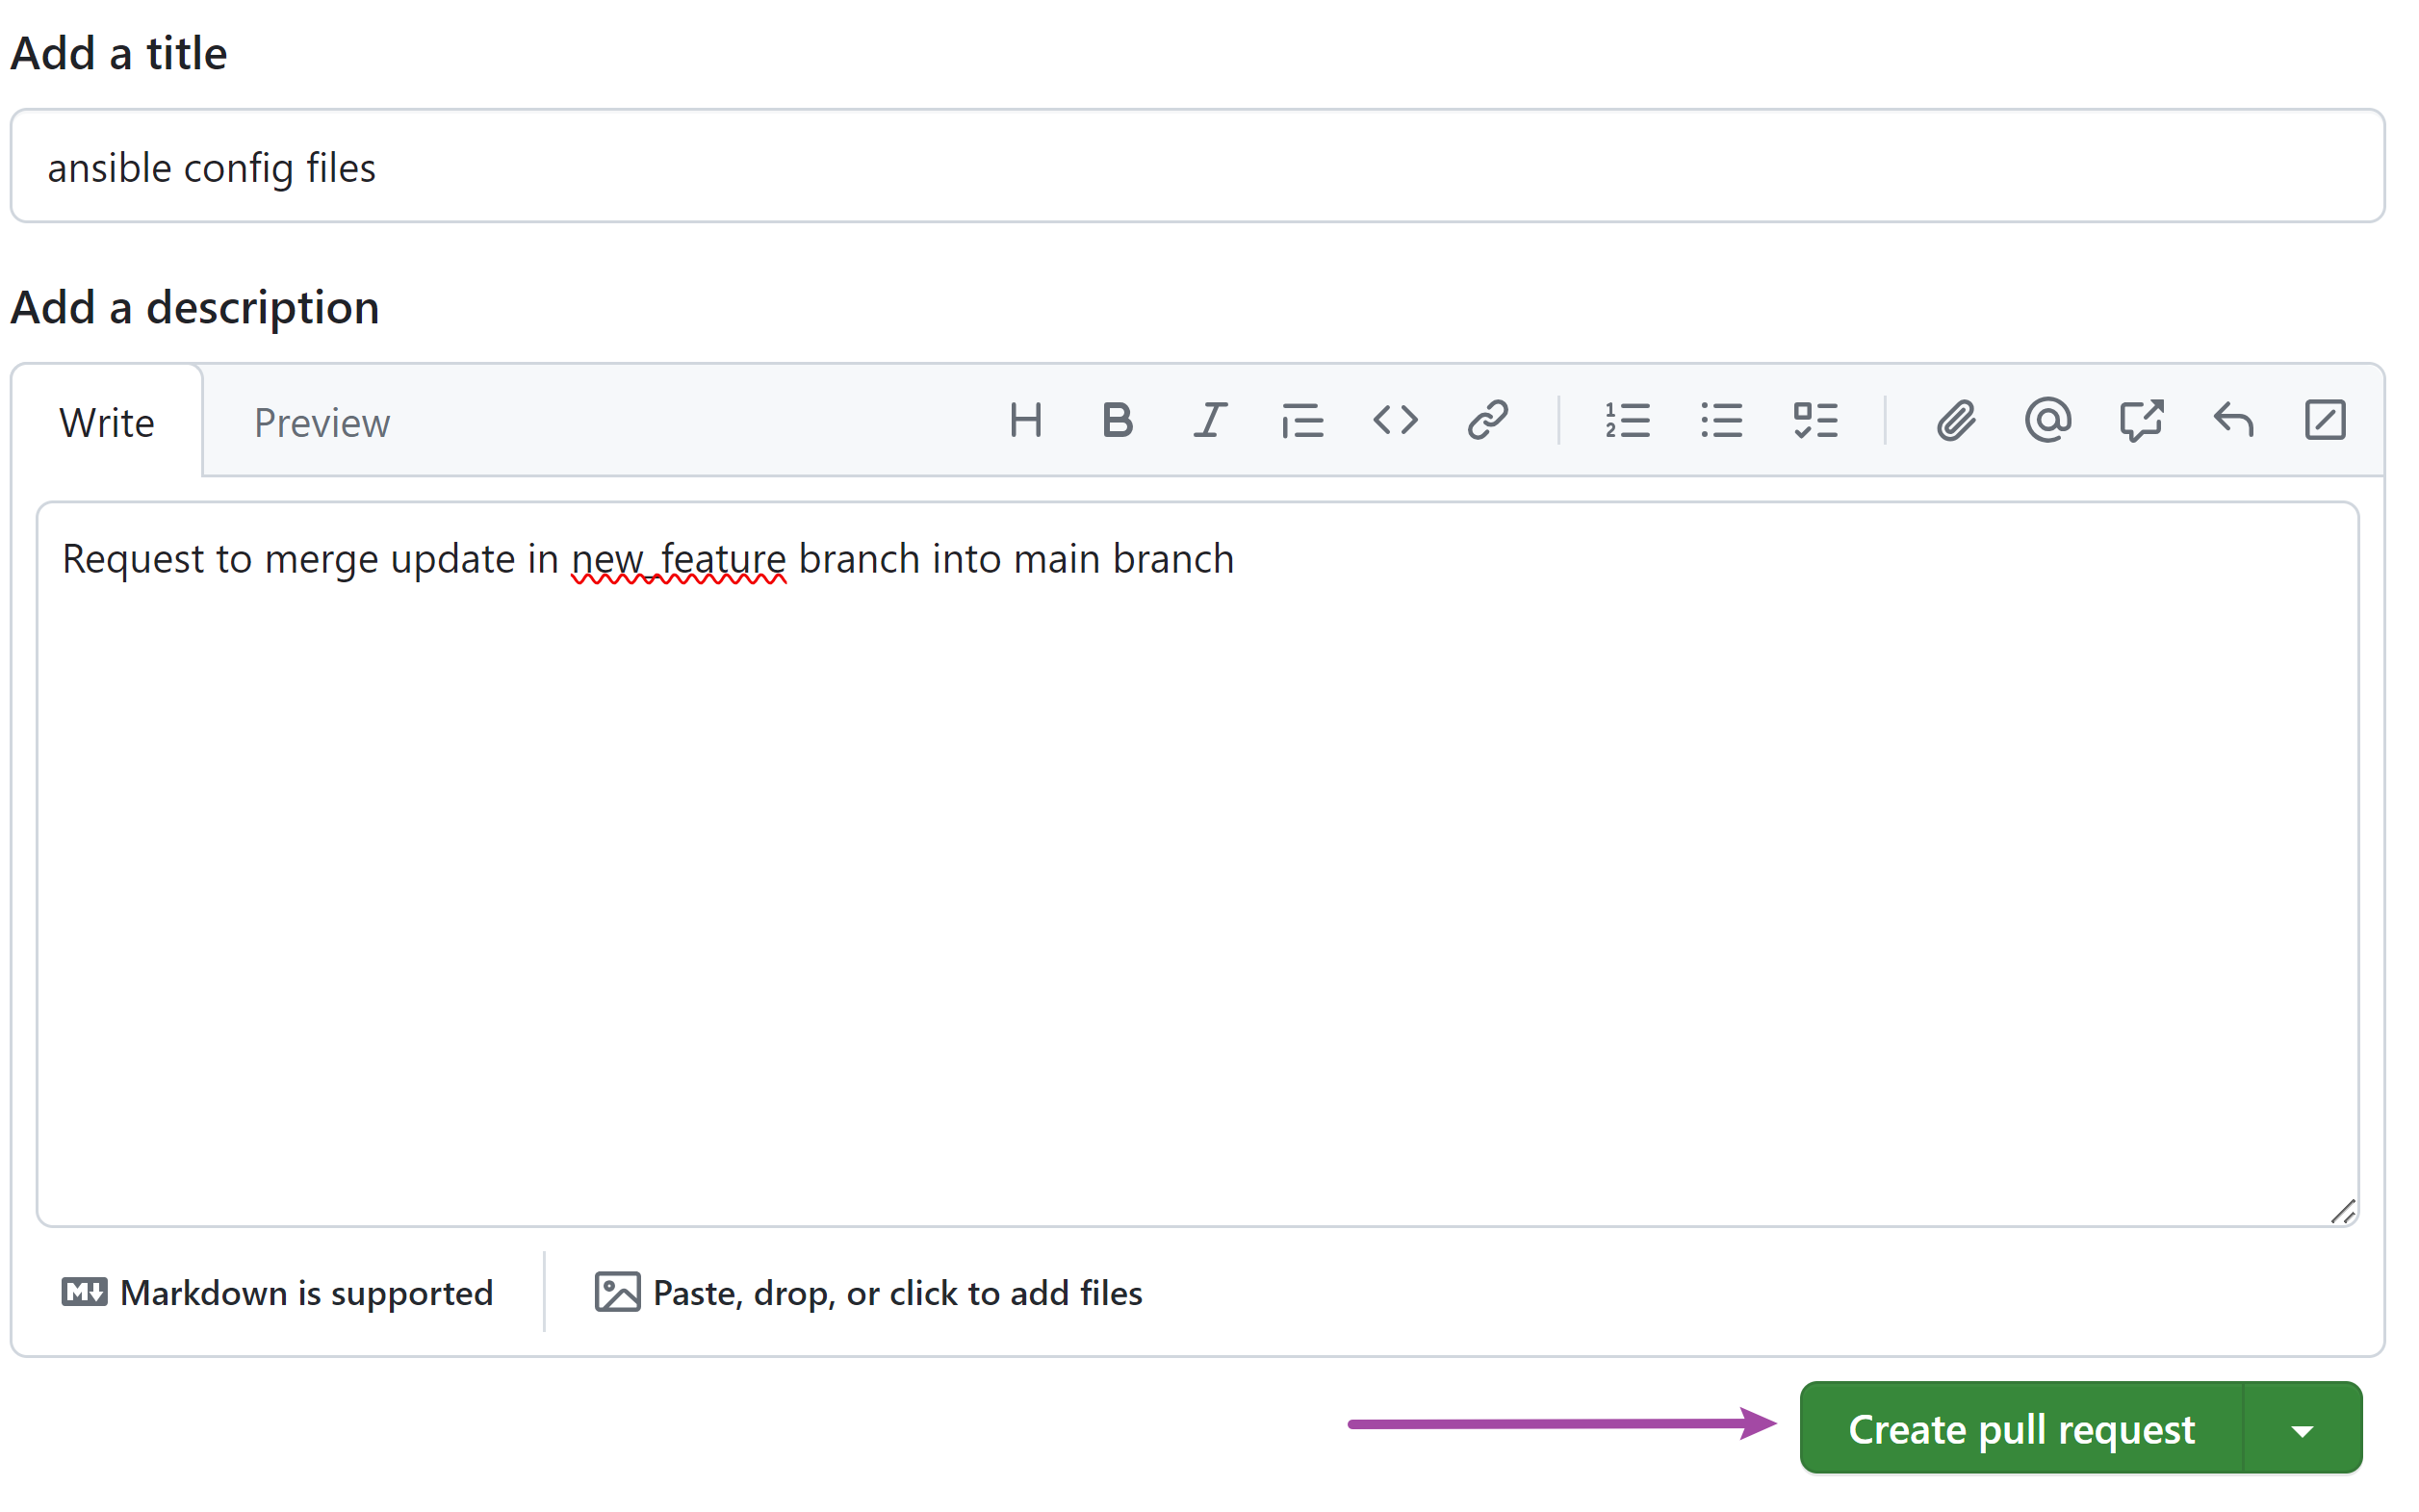 Add a title
ansible config files
Add a description
Write Preview
Request to merge update in new_feature branch into main branch
Markdown is supported Paste, drop, or click to add files
Create pull request